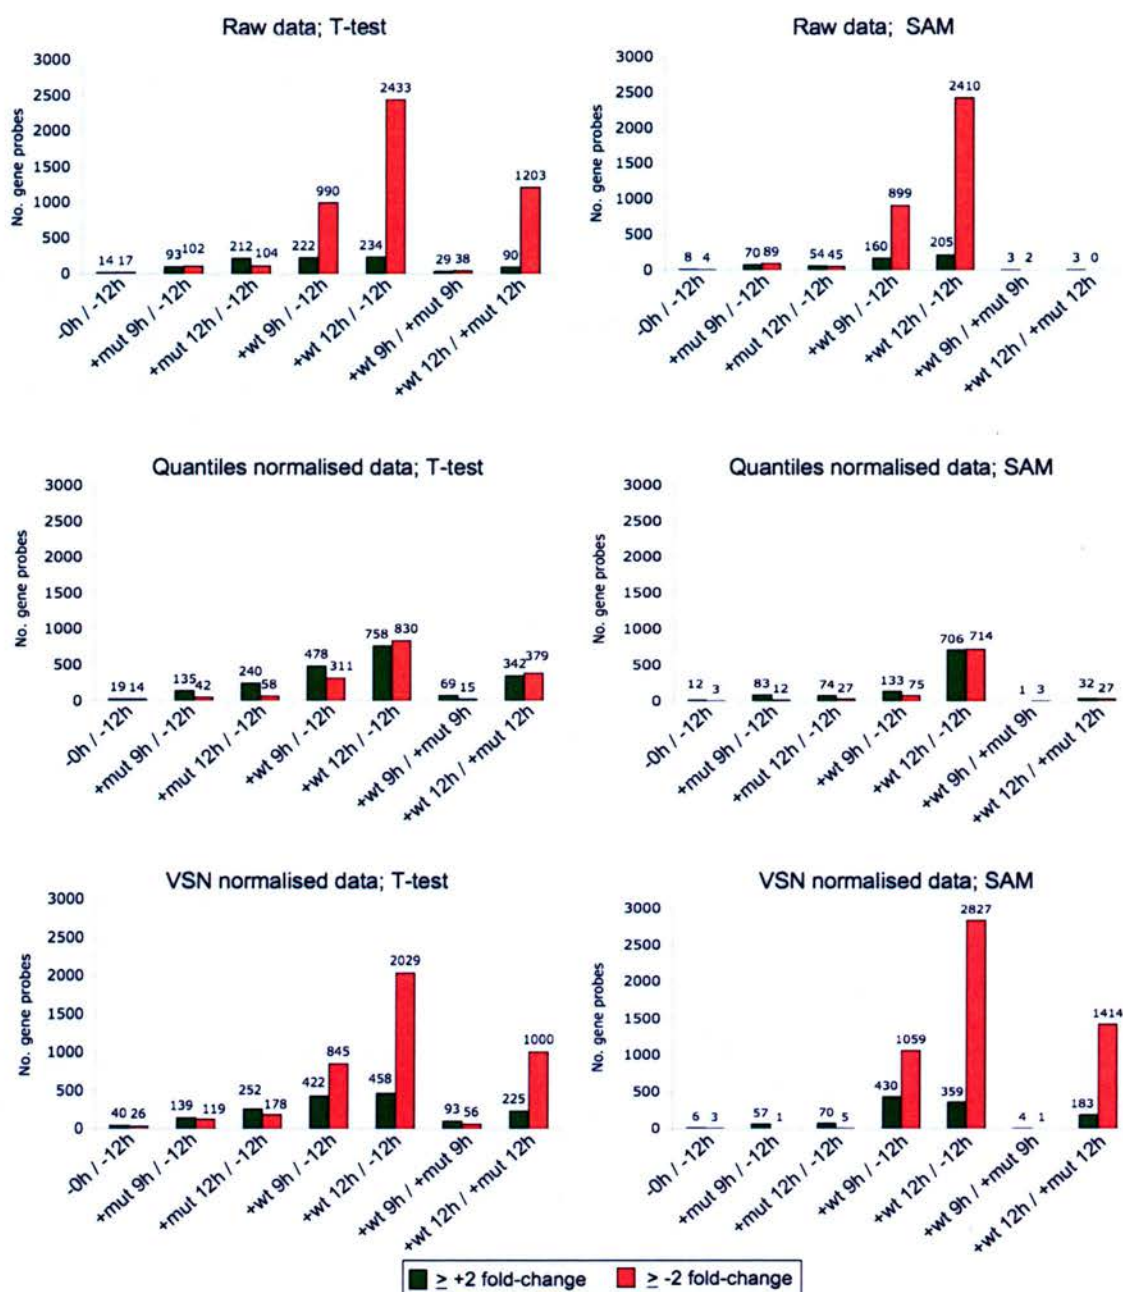 Raw data; T-test
No. gene probes
3000
2500
2000
1500
1000
500
0
14 17
93 102
212 104
222 990
234 2433
29 38
90 1203
-0h / -12h
+mut 9h / -12h
+mut 12h / -12h
+wt 9h / -12h
+wt 12h / -12h
+wt 9h / +mut 9h
+wt 12h / +mut 12h
Raw data; SAM
No. gene probes
3000
2500
2000
1500
1000
500
0
8 4
70 89
54 45
160 899
205 2410
3 2
3 0
-0h / -12h
+mut 9h / -12h
+mut 12h / -12h
+wt 9h / -12h
+wt 12h / -12h
+wt 9h / +mut 9h
+wt 12h / +mut 12h
Quantiles normalised data; T-test
No. gene probes
3000
2500
2000
1500
1000
500
0
19 14
135 42
240 58
478 311
758 830
69 15
342 379
-0h / -12h
+mut 9h / -12h
+mut 12h / -12h
+wt 9h / -12h
+wt 12h / -12h
+wt 9h / +mut 9h
+wt 12h / +mut 12h
Quantiles normalised data; SAM
No. gene probes
3000
2500
2000
1500
1000
500
0
12 3
83 12
74 27
133 75
706 714
1 3
32 27
-0h / -12h
+mut 9h / -12h
+mut 12h / -12h
+wt 9h / -12h
+wt 12h / -12h
+wt 9h / +mut 9h
+wt 12h / +mut 12h
VSN normalised data; T-test
No. gene probes
3000
2500
2000
1500
1000
500
0
40 26
139 119
252 178
422 845
458 2029
93 56
225 1000
-0h / -12h
+mut 9h / -12h
+mut 12h / -12h
+wt 9h / -12h
+wt 12h / -12h
+wt 9h / +mut 9h
+wt 12h / +mut 12h
VSN normalised data; SAM
No. gene probes
3000
2500
2000
1500
1000
500
0
6 3
57 1
70 5
430 1059
359 2827
4 1
183 1414
-0h / -12h
+mut 9h / -12h
+mut 12h / -12h
+wt 9h / -12h
+wt 12h / -12h
+wt 9h / +mut 9h
+wt 12h / +mut 12h
≥ +2 fold-change
≥ -2 fold-change